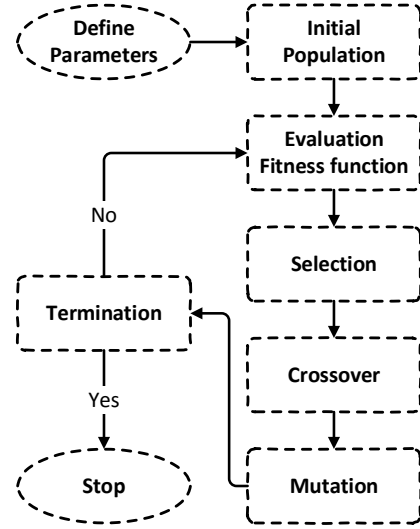 Define
Parameters
Initial
Population
Evaluation
Fitness function
No
Selection
Termination
Crossover
Yes
Stop
Mutation